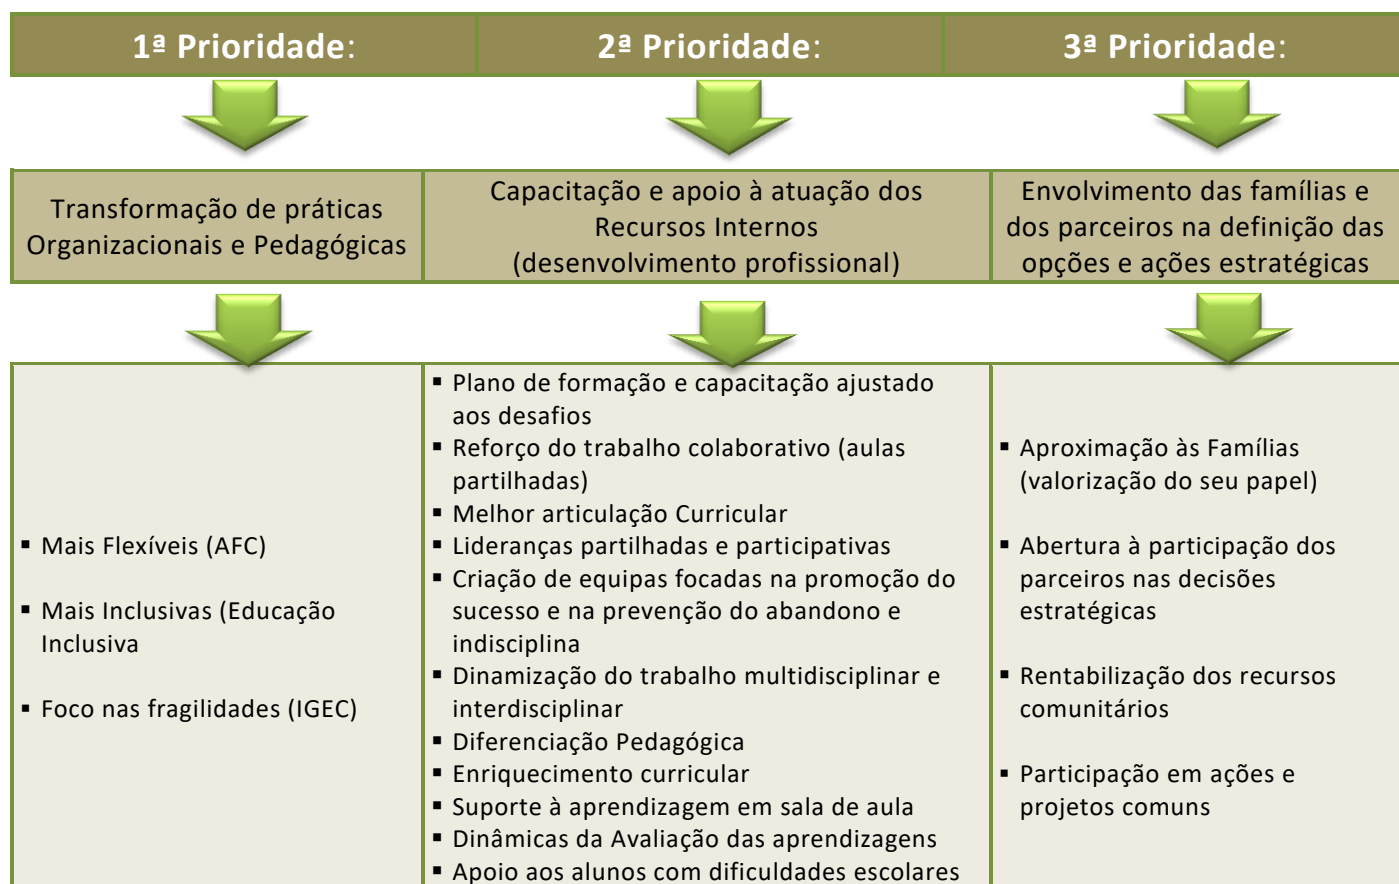 1ª Prioridade:
2ª Prioridade:
3ª Prioridade:
Transformação de práticas
Organizacionais e Pedagógicas
Capacitação e apoio à atuação dos
Recursos Internos
(desenvolvimento profissional)
Envolvimento das famílias e
dos parceiros na definição das
opções e ações estratégicas
▪ Mais Flexíveis (AFC)
▪ Mais Inclusivas (Educação
Inclusiva
▪ Foco nas fragilidades (IGEC)
▪ Plano de formação e capacitação ajustado
aos desafios
▪ Reforço do trabalho colaborativo (aulas
partilhadas)
▪ Melhor articulação Curricular
▪ Lideranças partilhadas e participativas
▪ Criação de equipas focadas na promoção do
sucesso e na prevenção do abandono e
indisciplina
▪ Dinamização do trabalho multidisciplinar e
interdisciplinar
▪ Diferenciação Pedagógica
▪ Enriquecimento curricular
▪ Suporte à aprendizagem em sala de aula
▪ Dinâmicas da Avaliação das aprendizagens
▪ Apoio aos alunos com dificuldades escolares
▪ Aproximação às Famílias
(valorização do seu papel)
▪ Abertura à participação dos
parceiros nas decisões
estratégicas
▪ Rentabilização dos recursos
comunitários
▪ Participação em ações e
projetos comuns